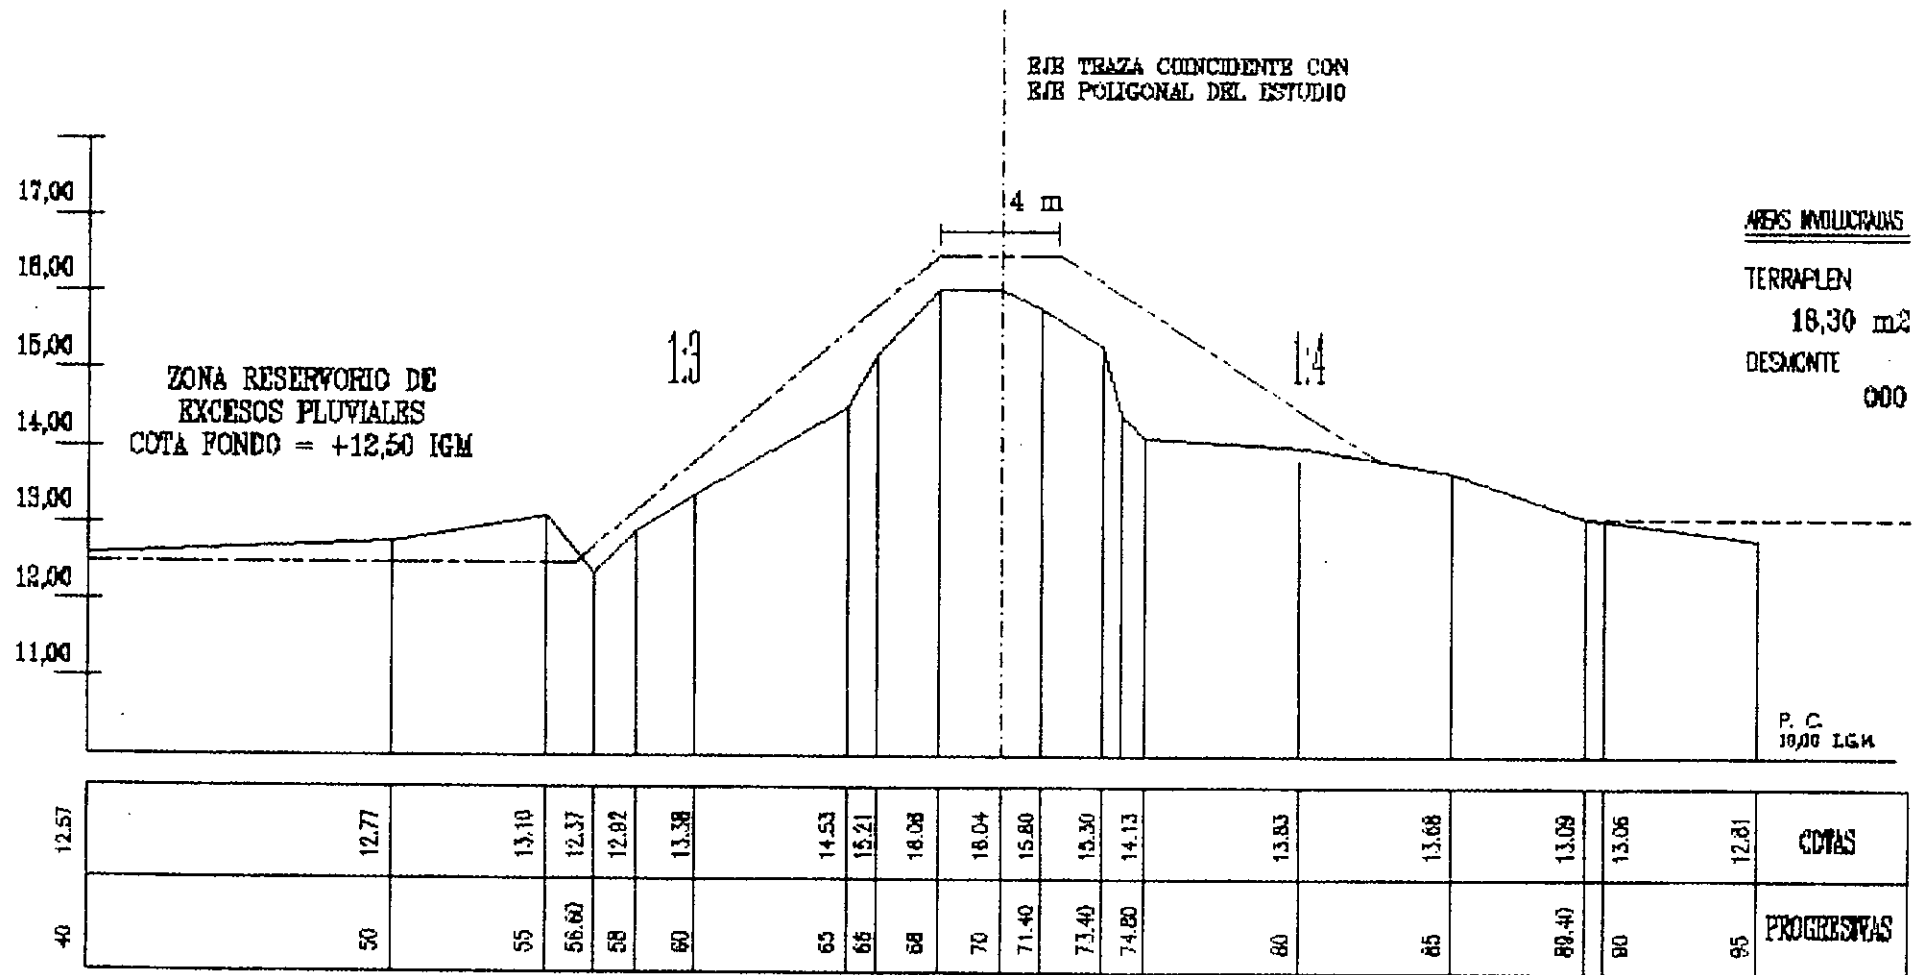 EJE TRAZA COINCIDENTE CON
EJE POLIGONAL DEL ESTUDIO
4 m
17,00
16,00
15,00
14,00
13,00
12,00
11,00
1:3
1:4
ZONA RESERVORIO DE
EXCESOS PLUVIALES
COTA FONDO = +12,50 IGM
AREAS INVOLUCRADAS
TERRAPLEN
18,30 m2
DESMONTE
000
P. C.
10,00 I.G.M.
12.57 12.77 13.10 12.37 12.92 13.38 14.53 15.21 16.08 16.04 15.80 15.30 14.13 13.83 13.68 13.09 13.06 12.81 COTAS
40 50 55 56.60 58 60 65 66 68 70 71.40 73.40 74.80 80 85 89.40 90 95 PROGRESIVAS